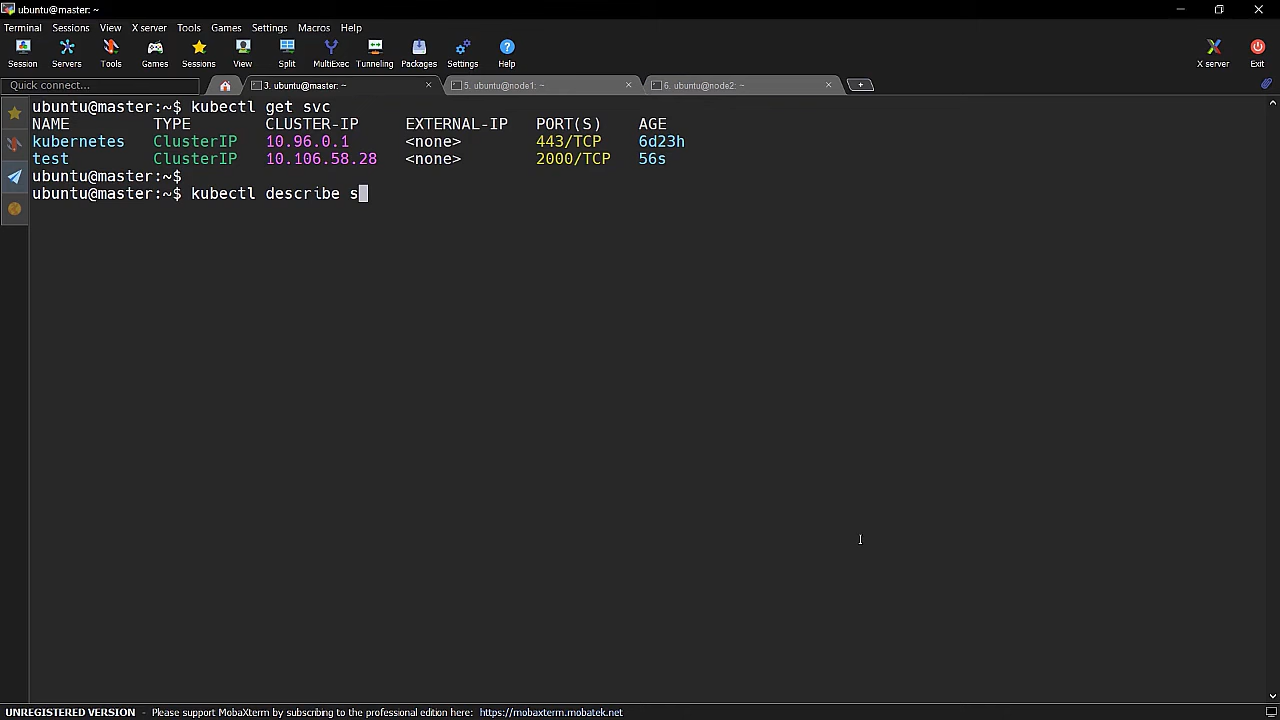 ubuntu@master: ~
Terminal Sessions View X server Tools Games Settings Macros Help
Session Servers Tools Games Sessions View Split MultiExec Tunneling Packages Settings Help X server Exit
Quick connect... 3. ubuntu@master: ~ 5. ubuntu@node1: ~ 6. ubuntu@node2: ~
ubuntu@master:~$ kubectl get svc
NAME TYPE CLUSTER-IP EXTERNAL-IP PORT(S) AGE
kubernetes ClusterIP 10.96.0.1 <none> 443/TCP 6d23h
test ClusterIP 10.106.58.28 <none> 2000/TCP 56s
ubuntu@master:~$
ubuntu@master:~$ kubectl describe s
UNREGISTERED VERSION - Please support MobaXterm by subscribing to the professional edition here: https://mobaxterm.mobatek.net